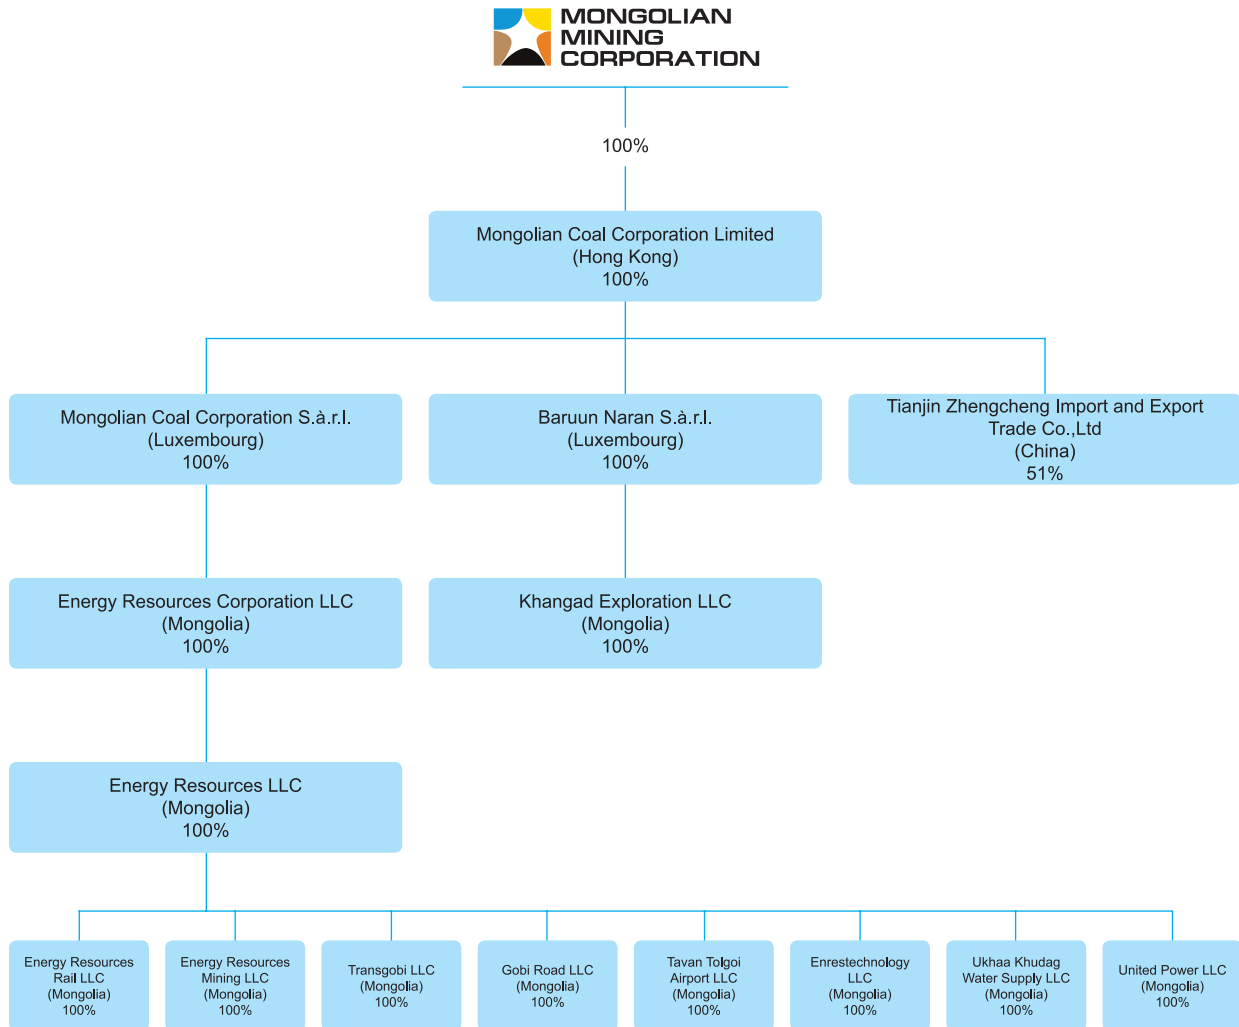 MONGOLIAN
MINING
CORPORATION
100%
Mongolian Coal Corporation Limited
(Hong Kong)
100%
Mongolian Coal Corporation S.à.r.l.
(Luxembourg)
100%
Baruun Naran S.à.r.l.
(Luxembourg)
100%
Tianjin Zhengcheng Import and Export
Trade Co.,Ltd
(China)
51%
Energy Resources Corporation LLC
(Mongolia)
100%
Khangad Exploration LLC
(Mongolia)
100%
Energy Resources LLC
(Mongolia)
100%
Energy Resources
Rail LLC
(Mongolia)
100%
Energy Resources
Mining LLC
(Mongolia)
100%
Transgobi LLC
(Mongolia)
100%
Gobi Road LLC
(Mongolia)
100%
Tavan Tolgoi
Airport LLC
(Mongolia)
100%
Enrestechnology
LLC
(Mongolia)
100%
Ukhaa Khudag
Water Supply LLC
(Mongolia)
100%
United Power LLC
(Mongolia)
100%